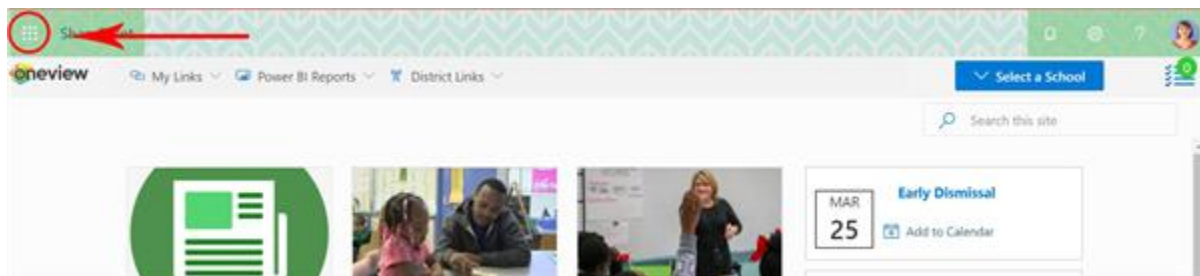 oneview
My Links
Power BI Reports
District Links
Select a School
0
Search this site
MAR
25
Early Dismissal
Add to Calendar